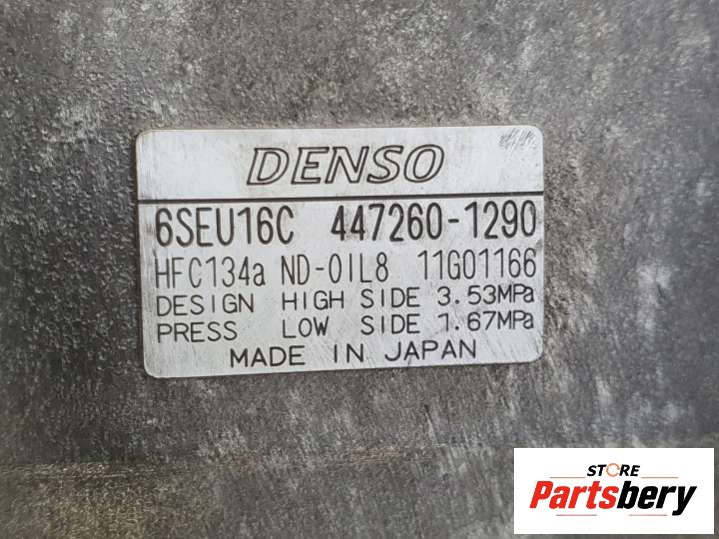 DENSO
6SEU16C 447260-1290
HFC134a ND-OIL8 11G01166
DESIGN HIGH SIDE 3.53MPa
PRESS LOW SIDE 1.67MPa
MADE IN JAPAN
STORE
Partsbery